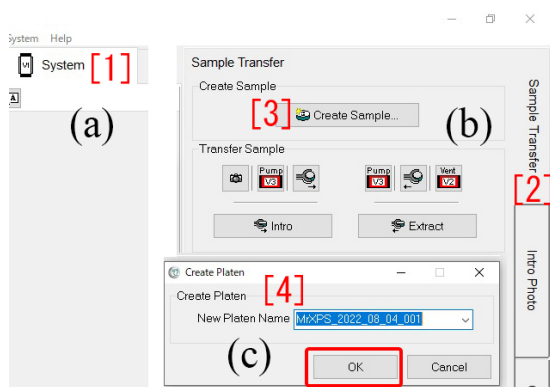 System Help
VI System [1]
A
(a)
Sample Transfer
Create Sample
[3] Create Sample...
(b)
Sample Transfer
[2]
Transfer Sample
Pump V3
Pump V3 Vent V2
Intro Extract
Intro Photo
Create Platen
[4]
Create Platen
New Platen Name MrXPS_2022_08_04_001
(c)
OK Cancel